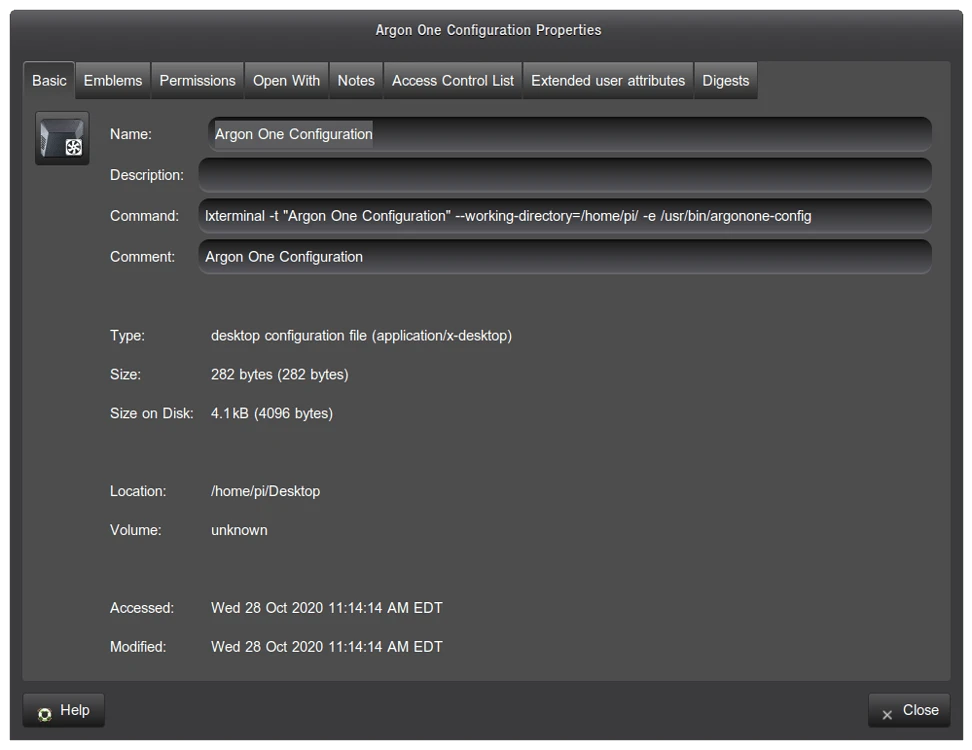 Argon One Configuration Properties
Basic Emblems Permissions Open With Notes Access Control List Extended user attributes Digests
Name: Argon One Configuration
Description:
Command: lxterminal -t "Argon One Configuration" --working-directory=/home/pi/ -e /usr/bin/argonone-config
Comment: Argon One Configuration
Type: desktop configuration file (application/x-desktop)
Size: 282 bytes (282 bytes)
Size on Disk: 4.1 kB (4096 bytes)
Location: /home/pi/Desktop
Volume: unknown
Accessed: Wed 28 Oct 2020 11:14:14 AM EDT
Modified: Wed 28 Oct 2020 11:14:14 AM EDT
Help Close